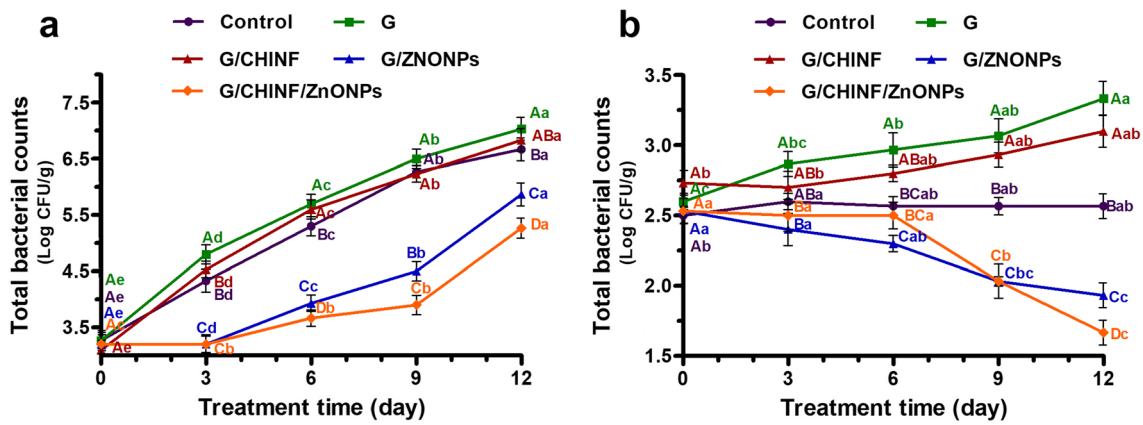 a
Control
G
G/CHINF
G/ZNONPs
G/CHINF/ZnONPs
Total bacterial counts
(Log CFU/g)
7.5
6.5
5.5
4.5
3.5
0
3
6
9
12
Treatment time (day)
Ae
Ae
Ae
Ae
Ad
Bd
Bd
Cd
Cb
Ac
Ac
Bc
Cc
Db
Ab
Ab
Ab
Bb
Cb
Aa
ABa
Ba
Ca
Da
b
Control
G
G/CHINF
G/ZNONPs
G/CHINF/ZnONPs
Total bacterial counts
(Log CFU/g)
3.5
3.0
2.5
2.0
1.5
0
3
6
9
12
Treatment time (day)
Ab
Ac
Aa
Aa
Ab
Abc
ABb
ABa
Ba
Ba
Ab
ABab
BCab
BCa
Cab
Aab
Aab
Bab
Cb
Cbc
Aa
Aab
Bab
Cc
Dc